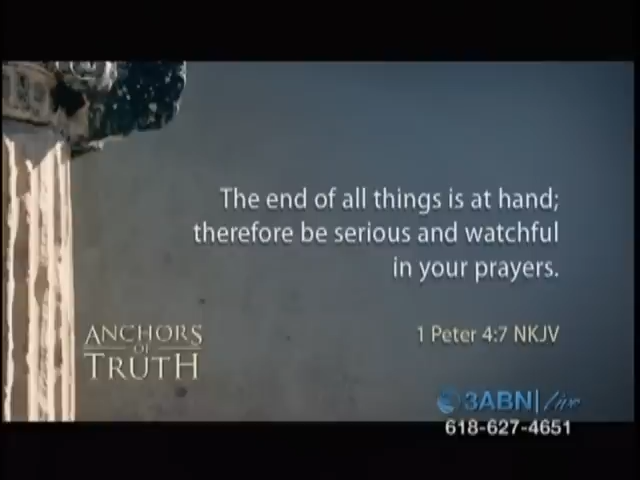 The end of all things is at hand;
therefore be serious and watchful
in your prayers.
1 Peter 4:7 NKJV
ANCHORS
OF
TRUTH
3ABN|Live
618-627-4651